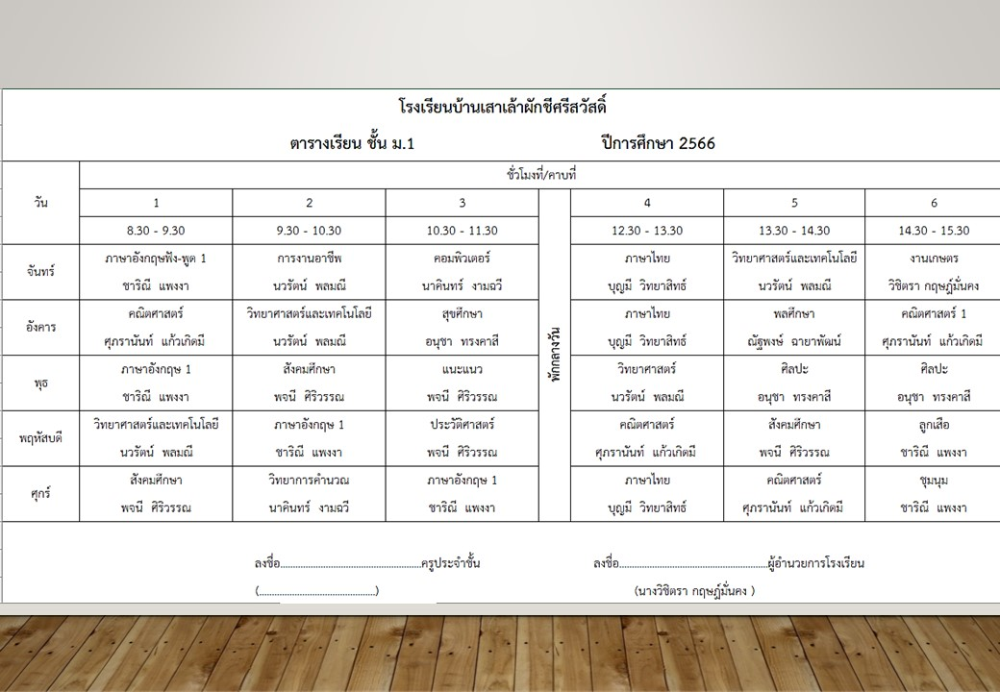 โรงเรียนบ้านเสาเล้าผักชีศรีสวัสดิ์
ตารางเรียน ชั้น ม.1 ปีการศึกษา 2566
วัน ชั่วโมงที่/คาบที่
1 2 3 4 5 6
8.30 - 9.30 9.30 - 10.30 10.30 - 11.30 12.30 - 13.30 13.30 - 14.30 14.30 - 15.30
พักกลางวัน
จันทร์
ภาษาอังกฤษฟัง-พูด 1 การงานอาชีพ คอมพิวเตอร์ ภาษาไทย วิทยาศาสตร์และเทคโนโลยี งานเกษตร
ชาริณี แพงงา นวรัตน์ พลมณี นาคินทร์ งามฉวี บุญมี วิทยาสิทธ์ นวรัตน์ พลมณี วิชิตรา กฤษฎ์มั่นคง
อังคาร
คณิตศาสตร์ วิทยาศาสตร์และเทคโนโลยี สุขศึกษา ภาษาไทย พลศึกษา คณิตศาสตร์ 1
ศุภรานันท์ แก้วเกิดมี นวรัตน์ พลมณี อนุชา ทรงคาสี บุญมี วิทยาสิทธ์ ณัฐพงษ์ ฉายาพัฒน์ ศุภรานันท์ แก้วเกิดมี
พุธ
ภาษาอังกฤษ 1 สังคมศึกษา แนะแนว วิทยาศาสตร์ ศิลปะ ศิลปะ
ชาริณี แพงงา พจนี ศิริวรรณ พจนี ศิริวรรณ นวรัตน์ พลมณี อนุชา ทรงคาสี อนุชา ทรงคาสี
พฤหัสบดี
วิทยาศาสตร์และเทคโนโลยี ภาษาอังกฤษ 1 ประวัติศาสตร์ คณิตศาสตร์ สังคมศึกษา ลูกเสือ
นวรัตน์ พลมณี ชาริณี แพงงา พจนี ศิริวรรณ ศุภรานันท์ แก้วเกิดมี พจนี ศิริวรรณ ชาริณี แพงงา
ศุกร์
สังคมศึกษา วิทยาการคำนวณ ภาษาอังกฤษ 1 ภาษาไทย คณิตศาสตร์ ชุมนุม
พจนี ศิริวรรณ นาคินทร์ งามฉวี ชาริณี แพงงา บุญมี วิทยาสิทธ์ ศุภรานันท์ แก้วเกิดมี ชาริณี แพงงา
ลงชื่อ................................................ครูประจำชั้น ลงชื่อ..................................................ผู้อำนวยการโรงเรียน
(.............................................) (นางวิชิตรา กฤษฎ์มั่นคง )